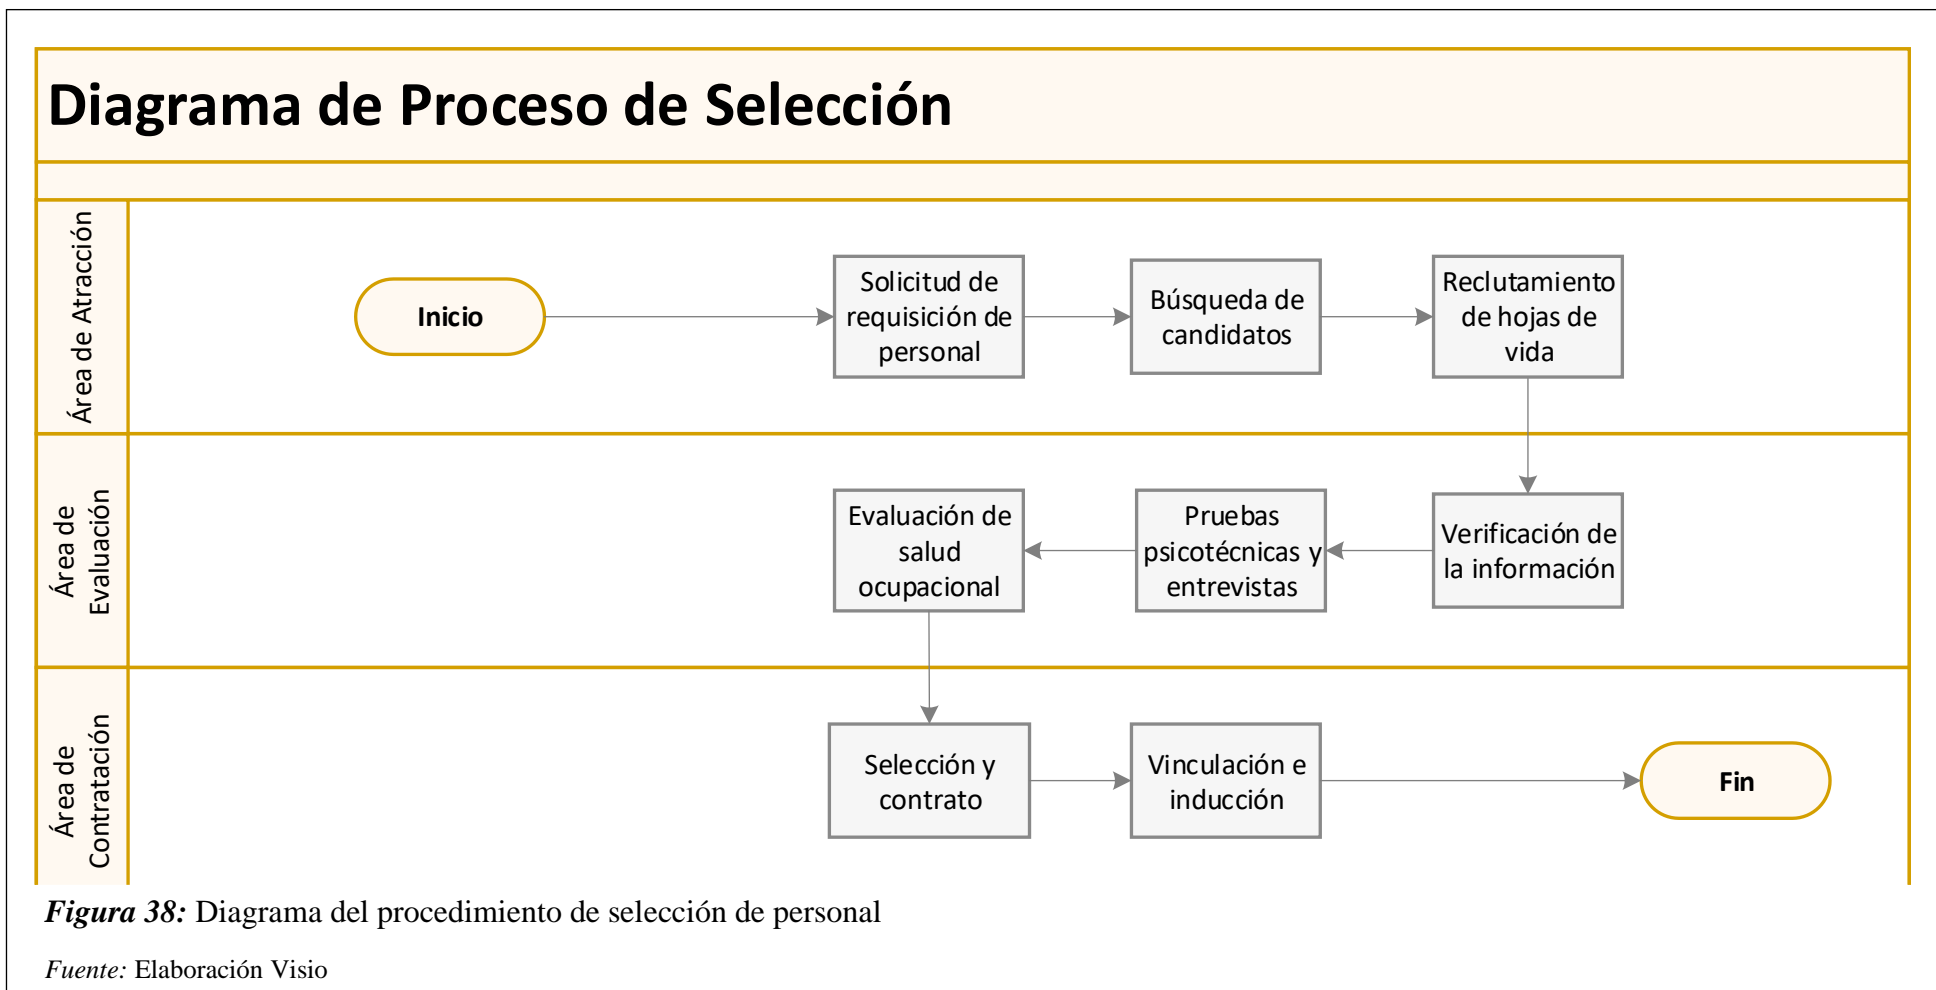 Diagrama de Proceso de Selección
Área de Atracción
Inicio
Solicitud de
requisición de
personal
Búsqueda de
candidatos
Reclutamiento
de hojas de
vida
Área de
Evaluación
Evaluación de
salud
ocupacional
Pruebas
psicotécnicas y
entrevistas
Verificación de
la información
Área de
Contratación
Selección y
contrato
Vinculación e
inducción
Fin
Figura 38: Diagrama del procedimiento de selección de personal
Fuente: Elaboración Visio